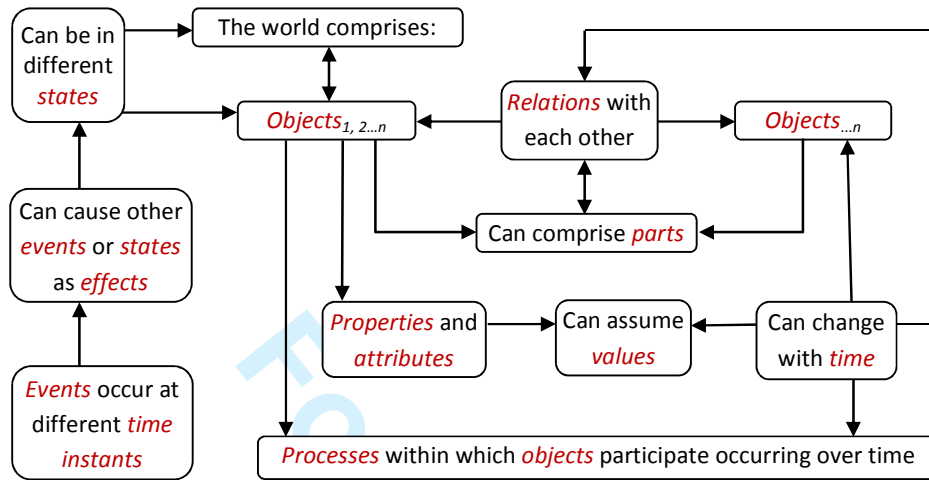 Can be in
different
states
The world comprises:
Objects1, 2...n
Relations with
each other
Objects...n
Can cause other
events or states
as effects
Can comprise parts
Properties and
attributes
Can assume
values
Can change
with time
Events occur at
different time
instants
Processes within which objects participate occurring over time
Fo